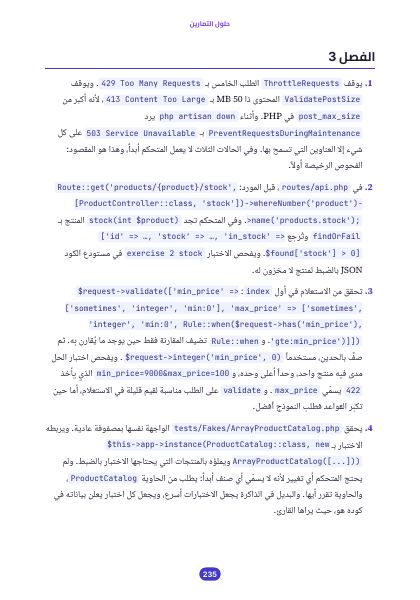 حلول التمارين
الفصل 3
1. يوقف ThrottleRequests الطلب الخامس بـ 429 Too Many Requests. ويوقف
ValidatePostSize المحتوى ذا 50 MB بـ 413 Content Too Large، لأنه أكبر من
post_max_size في PHP. وأثناء php artisan down يرد
PreventRequestsDuringMaintenance بـ 503 Service Unavailable على كل
شيء إلا العناوين التي تسمح بها. وفي الحالات الثلاث لا يعمل المتحكم أبداً، وهذا هو المقصود:
الفحوص الرخيصة أولاً.
2. في routes/api.php، قبل المورد: Route::get('products/{product}/stock',
[ProductController::class, 'stock'])->whereNumber('product')-
>name('products.stock');. وفي المتحكم تجد stock(int $product) المنتج بـ
findOrFail وتُرجع ['id' => …, 'stock' => …, 'in_stock' =>
$found['stock'] > 0]. ويفحص الاختبار exercise 2 stock في مستودع الكود
JSON بالضبط لمنتج لا مخزون له.
3. تحقق من الاستعلام في أول index: $request->validate(['min_price' =>
['sometimes', 'integer', 'min:0'], 'max_price' => ['sometimes',
'integer', 'min:0', Rule::when($request->has('min_price'),
'gte:min_price')]]). و Rule::when تضيف المقارنة فقط حين يوجد ما يُقارن به. ثم
صفِّ بالحدين، مستخدماً $request->integer('min_price', 0). ويفحص اختبار الحل
مدى فيه منتج واحد، وحداً أعلى وحده، و min_price=9000&max_price=100 الذي يأخذ
422 يسمّي max_price. و validate على الطلب مناسبة لقيم قليلة في الاستعلام، أما حين
تكبر القواعد فطلب النموذج أفضل.
4. يحقق tests/Fakes/ArrayProductCatalog.php الواجهة نفسها بمصفوفة عادية. ويربطه
الاختبار بـ $this->app->instance(ProductCatalog::class, new
ArrayProductCatalog([...])) ويملؤه بالمنتجات التي يحتاجها الاختبار بالضبط. ولم
يحتج المتحكم أي تغيير لأنه لا يسمّي أي صنف أبداً: يطلب من الحاوية ProductCatalog،
والحاوية تقرر أيها. والبديل في الذاكرة يجعل الاختبارات أسرع، ويجعل كل اختبار يعلن بياناته في
كوده هو، حيث يراها القارئ.
235